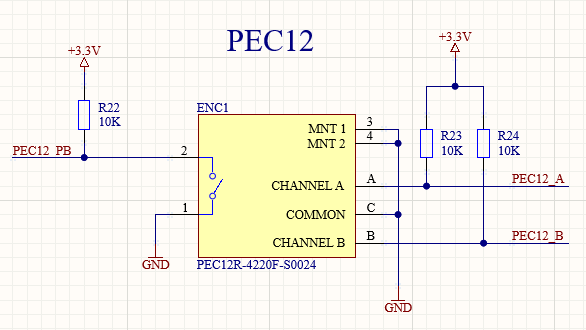 PEC12
+3.3V
+3.3V
R22
10K
ENC1
MNT 1
3
MNT 2
4
R23
10K
R24
10K
PEC12_PB
2
CHANNEL A
A
PEC12_A
1
COMMON
C
CHANNEL B
B
PEC12_B
GND
PEC12R-4220F-S0024
GND